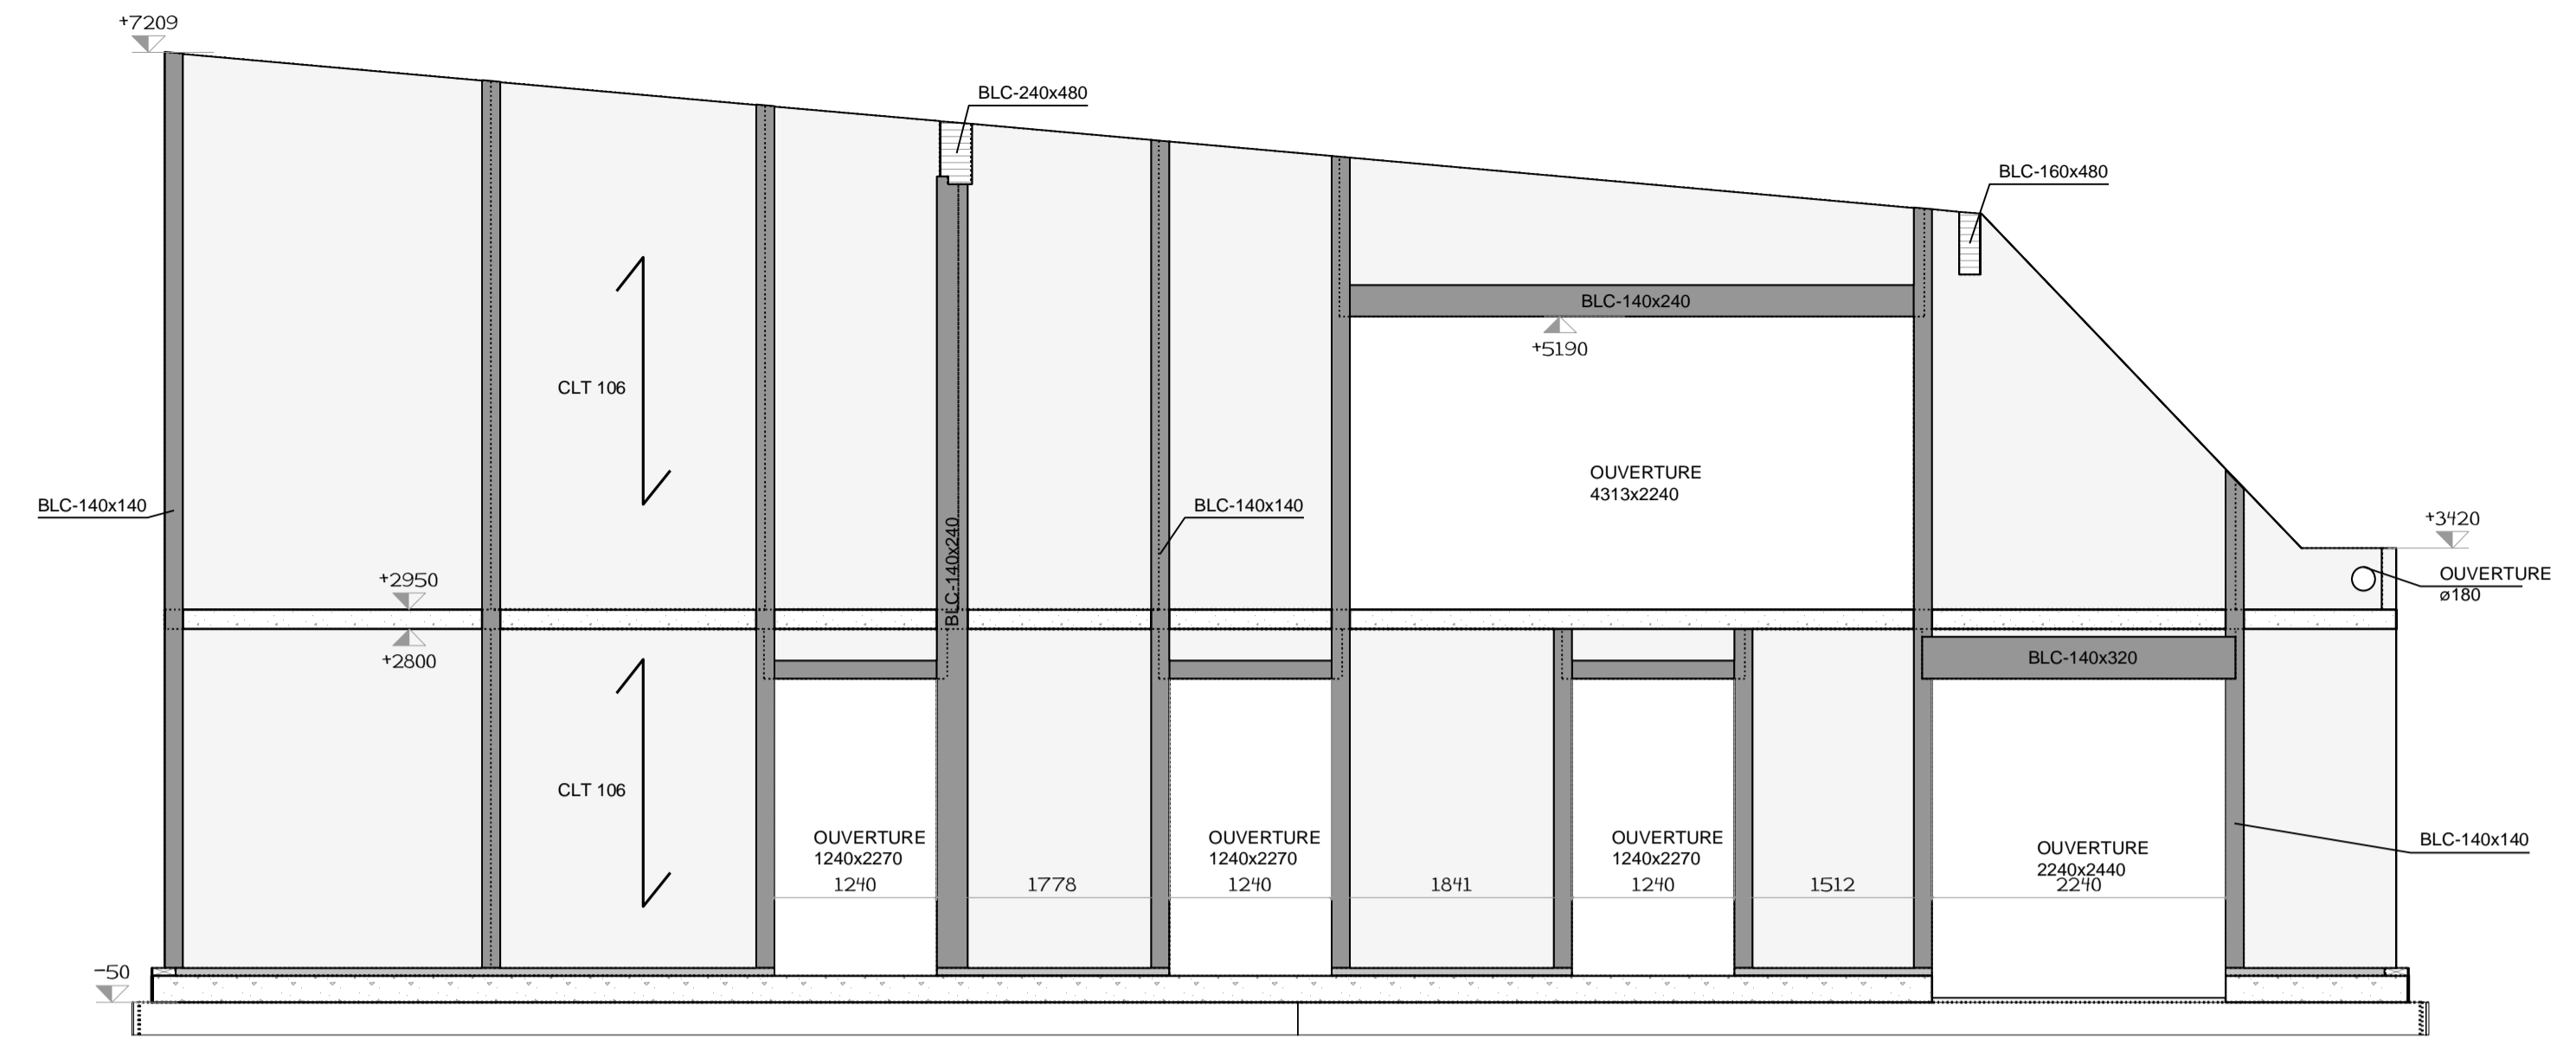 +7209
BLC-240x480
BLC-160x480
BLC-140x240
+5190
CLT 106
OUVERTURE
4313x2240
BLC-140x140
BLC-140x140
BLC-140x240
+3420
OUVERTURE
ø180
+2950
+2800
BLC-140x320
CLT 106
OUVERTURE
1240x2270
1240
1778
OUVERTURE
1240x2270
1240
1841
OUVERTURE
1240x2270
1240
1512
OUVERTURE
2240x2440
2240
BLC-140x140
-50